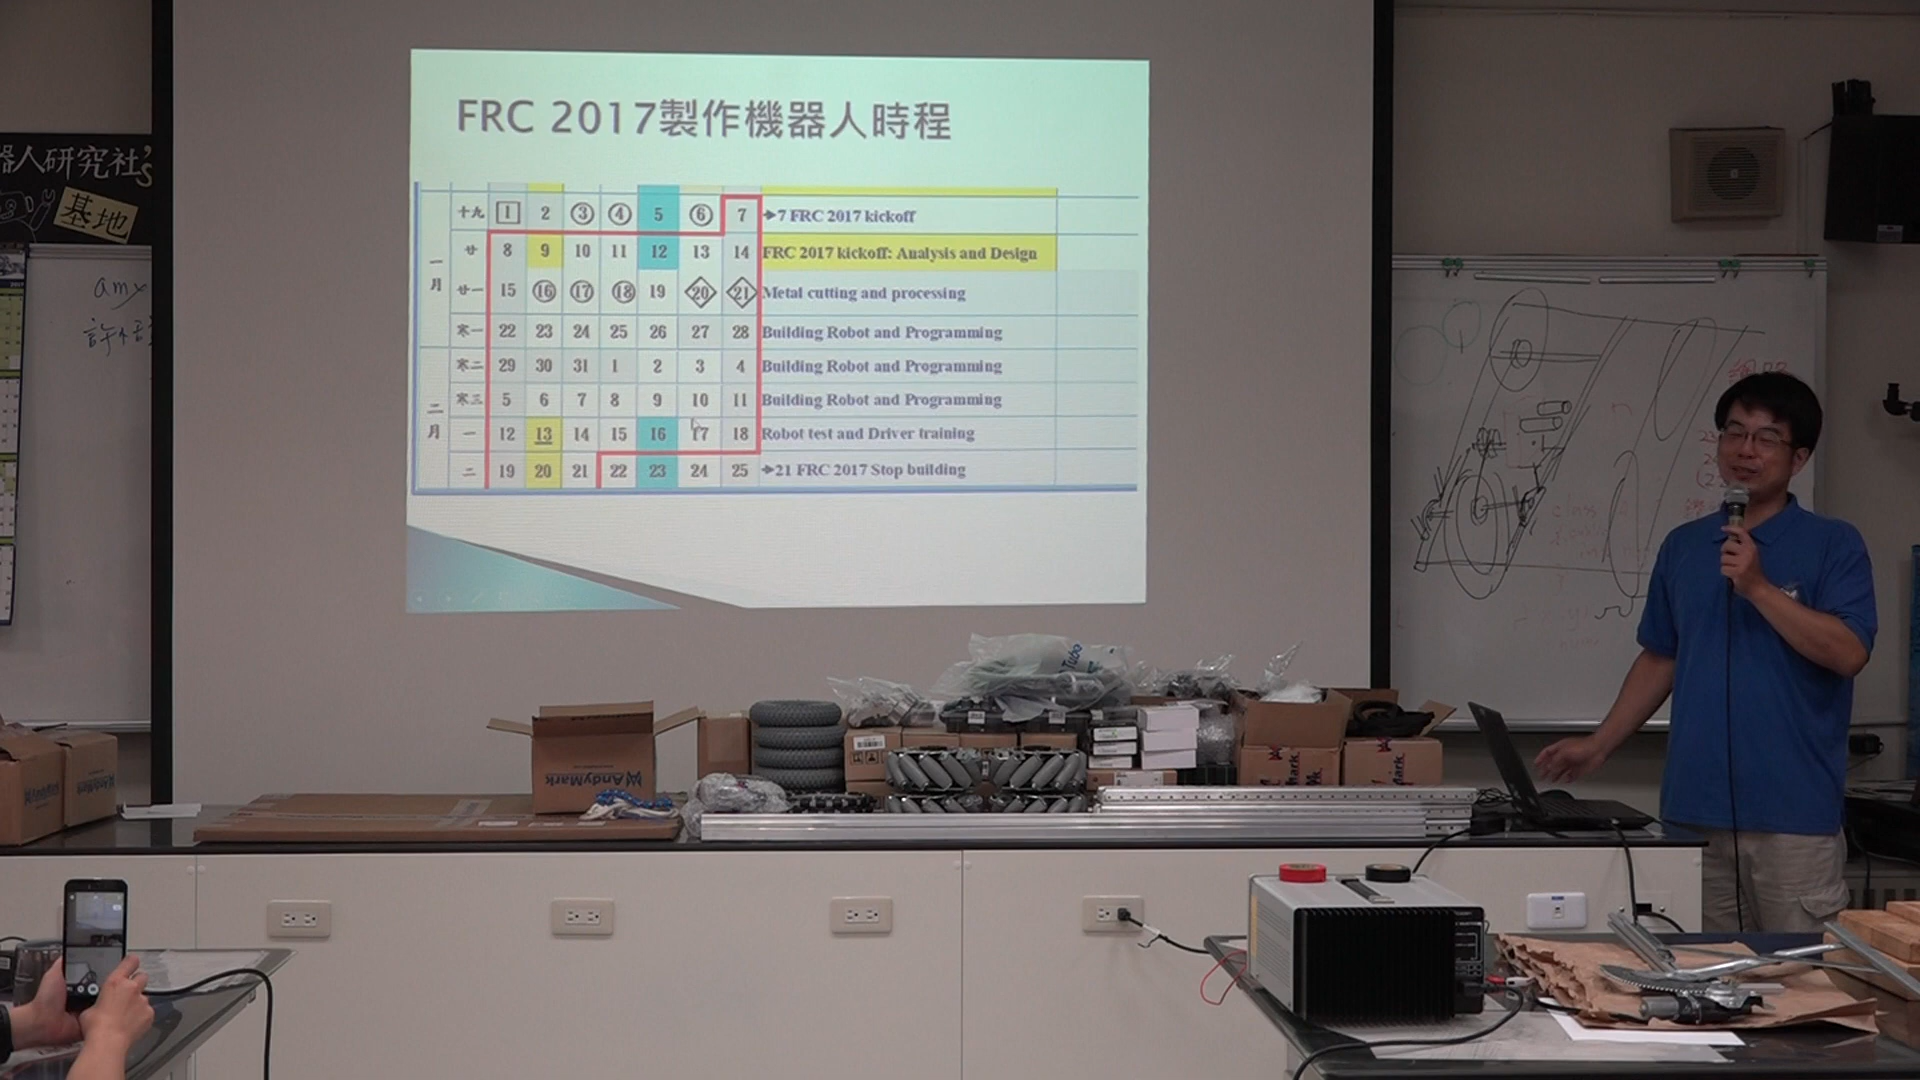 FRC 2017製作機器人時程
一月
十九 1 2 3 4 5 6 7 →7 FRC 2017 kickoff
廿 8 9 10 11 12 13 14 FRC 2017 kickoff: Analysis and Design
廿一 15 16 17 18 19 20 21 Metal cutting and processing
寒一 22 23 24 25 26 27 28 Building Robot and Programming
二月
寒二 29 30 31 1 2 3 4 Building Robot and Programming
寒三 5 6 7 8 9 10 11 Building Robot and Programming
一 12 13 14 15 16 17 18 Robot test and Driver training
二 19 20 21 22 23 24 25 →21 FRC 2017 Stop building
器人研究社's
基地
AndyMark
AndyMark
AndyMark
Tube
ark
ark
class